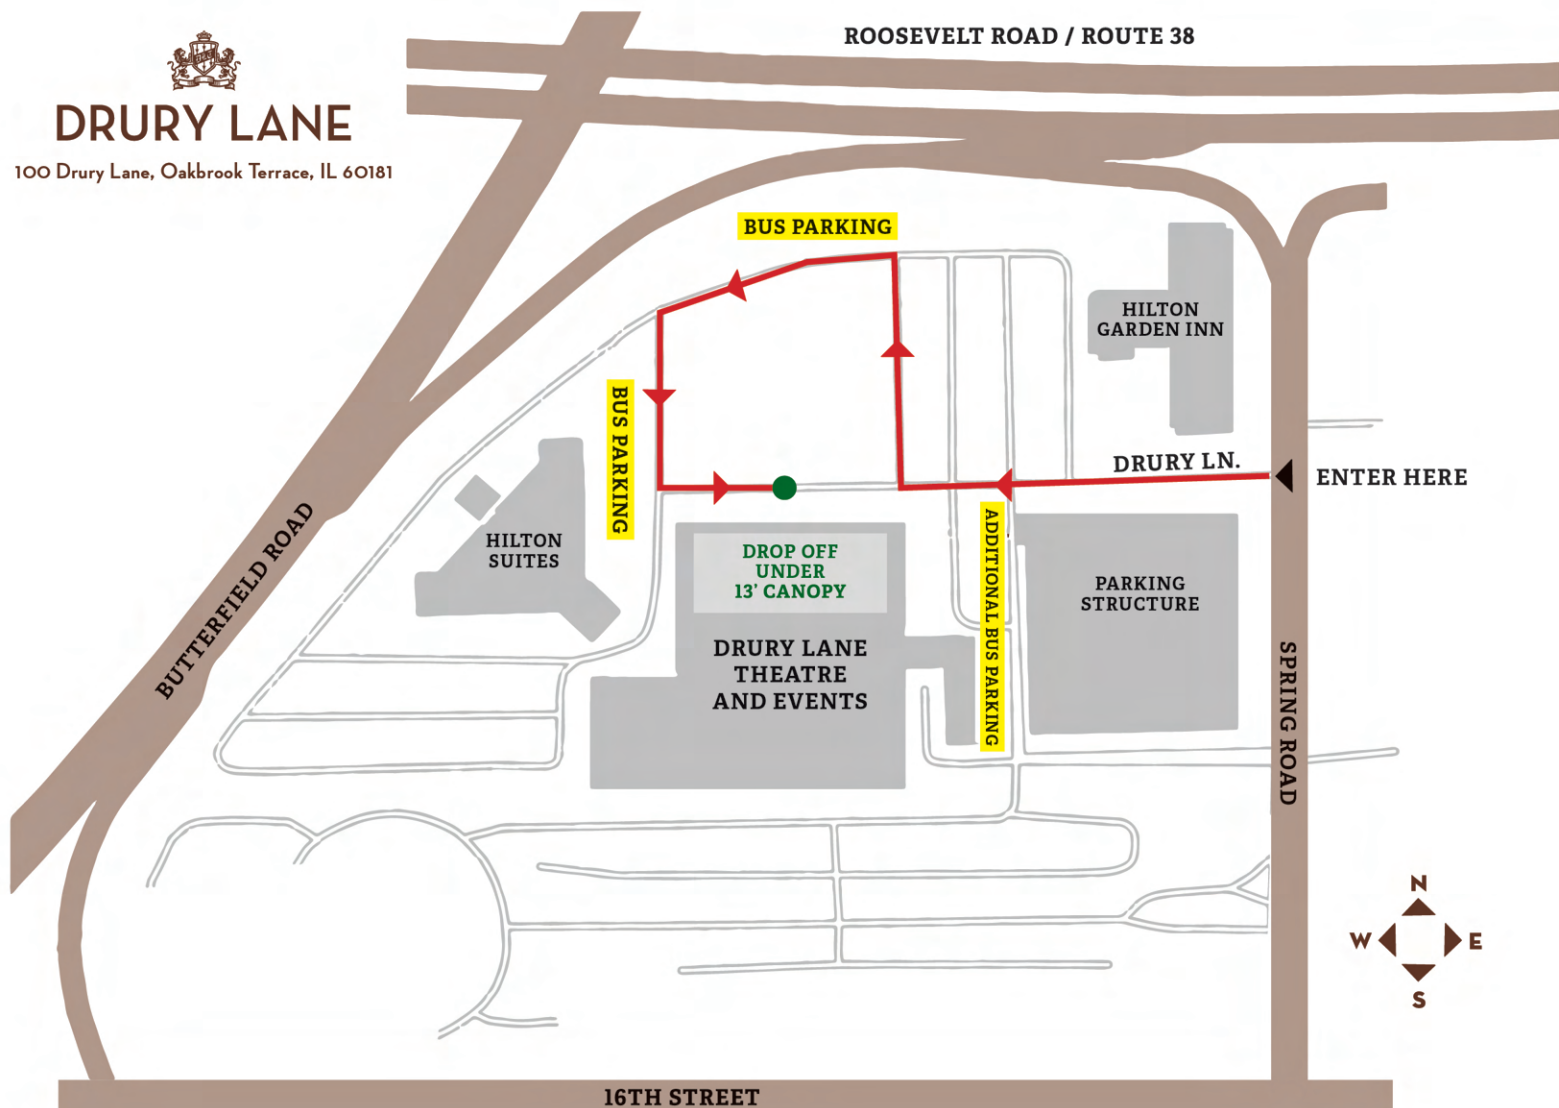 ROOSEVELT ROAD / ROUTE 38
DRURY LANE
100 Drury Lane, Oakbrook Terrace, IL 60181
BUS PARKING
HILTON
GARDEN INN
BUS PARKING
DRURY LN.
ENTER HERE
BUTTERFIELD ROAD
HILTON
SUITES
DROP OFF
UNDER
13' CANOPY
ADDITIONAL BUS PARKING
PARKING
STRUCTURE
DRURY LANE
THEATRE
AND EVENTS
SPRING ROAD
N
W
E
S
16TH STREET